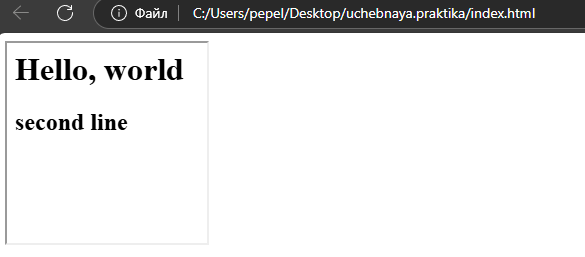 Файл C:/Users/pepel/Desktop/uchebnaya.praktika/index.html
Hello, world
second line